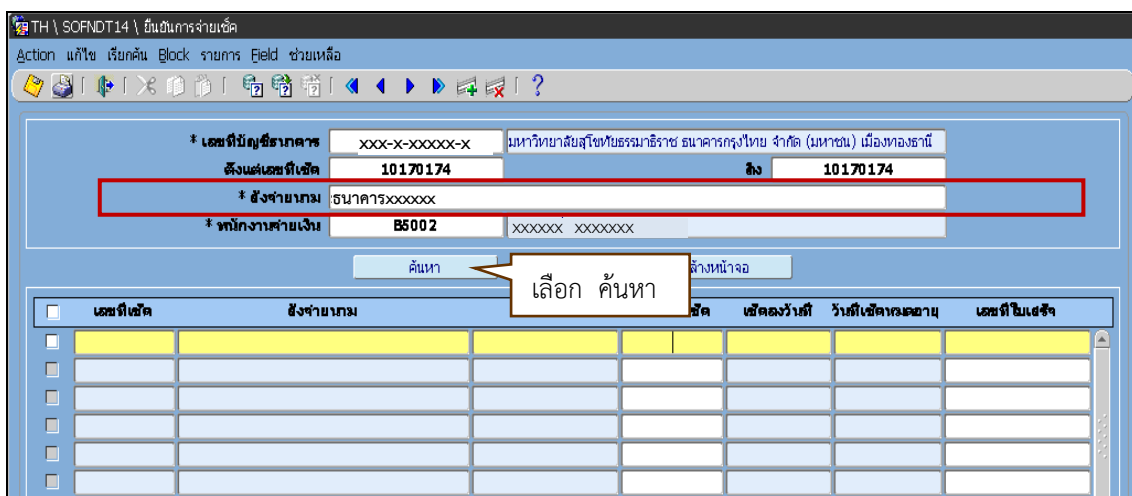 TH \ SOFNDT14 \ ยืนยันการจ่ายเช็ค
Action แก้ไข เรียกค้น Block รายการ Field ช่วยเหลือ
* เลขที่บัญชีธนาคาร xxx-x-xxxxx-x มหาวิทยาลัยสุโขทัยธรรมาธิราช ธนาคารกรุงไทย จำกัด (มหาชน) เมืองทองธานี
ตั้งแต่เลขที่เช็ค 10170174 ถึง 10170174
* สั่งจ่ายนาม ธนาคารxxxxxx
* พนักงานจ่ายเงิน B5002 xxxxxx xxxxxxx
ค้นหา ล้างหน้าจอ
เลือก ค้นหา
เลขที่เช็ค สั่งจ่ายนาม เช็คลงวันที่ วันที่เช็คหมดอายุ เลขที่ใบเสร็จ